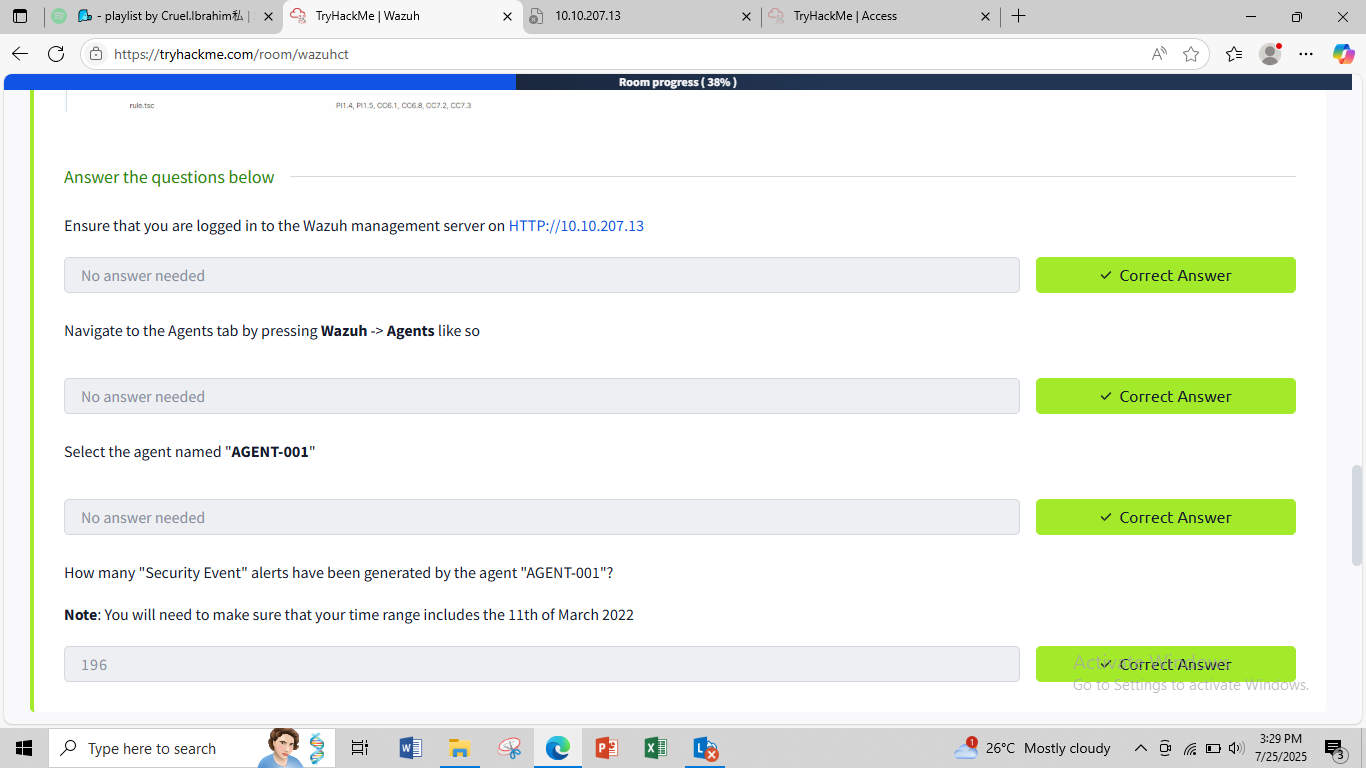 - playlist by Cruel.Ibrahim私 |
TryHackMe | Wazuh
10.10.207.13
TryHackMe | Access
https://tryhackme.com/room/wazuhct
Room progress ( 38% )
rule.tsc
PI1.4, PI1.5, CC6.1, CC6.8, CC7.2, CC7.3
Answer the questions below
Ensure that you are logged in to the Wazuh management server on HTTP://10.10.207.13
No answer needed
Correct Answer
Navigate to the Agents tab by pressing Wazuh -> Agents like so
No answer needed
Correct Answer
Select the agent named "AGENT-001"
No answer needed
Correct Answer
How many "Security Event" alerts have been generated by the agent "AGENT-001"?
Note: You will need to make sure that your time range includes the 11th of March 2022
196
Correct Answer
Activate Windows
Go to Settings to activate Windows.
Type here to search
1
26°C Mostly cloudy
3:29 PM
7/25/2025
3